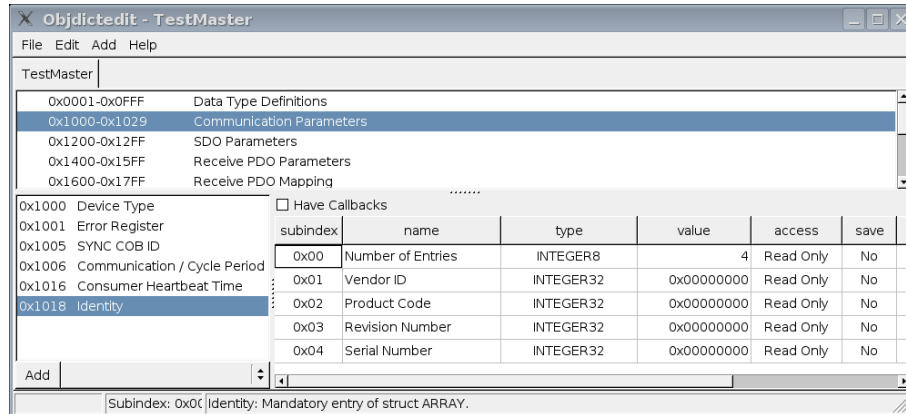 X Objdictedit - TestMaster
File Edit Add Help
TestMaster
0x0001-0x0FFF Data Type Definitions
0x1000-0x1029 Communication Parameters
0x1200-0x12FF SDO Parameters
0x1400-0x15FF Receive PDO Parameters
0x1600-0x17FF Receive PDO Mapping
0x1000 Device Type
0x1001 Error Register
0x1005 SYNC COB ID
0x1006 Communication / Cycle Period
0x1016 Consumer Heartbeat Time
0x1018 Identity
Add
Have Callbacks
subindex name type value access save
0x00 Number of Entries INTEGER8 4 Read Only No
0x01 Vendor ID INTEGER32 0x00000000 Read Only No
0x02 Product Code INTEGER32 0x00000000 Read Only No
0x03 Revision Number INTEGER32 0x00000000 Read Only No
0x04 Serial Number INTEGER32 0x00000000 Read Only No
Subindex: 0x00 Identity: Mandatory entry of struct ARRAY.